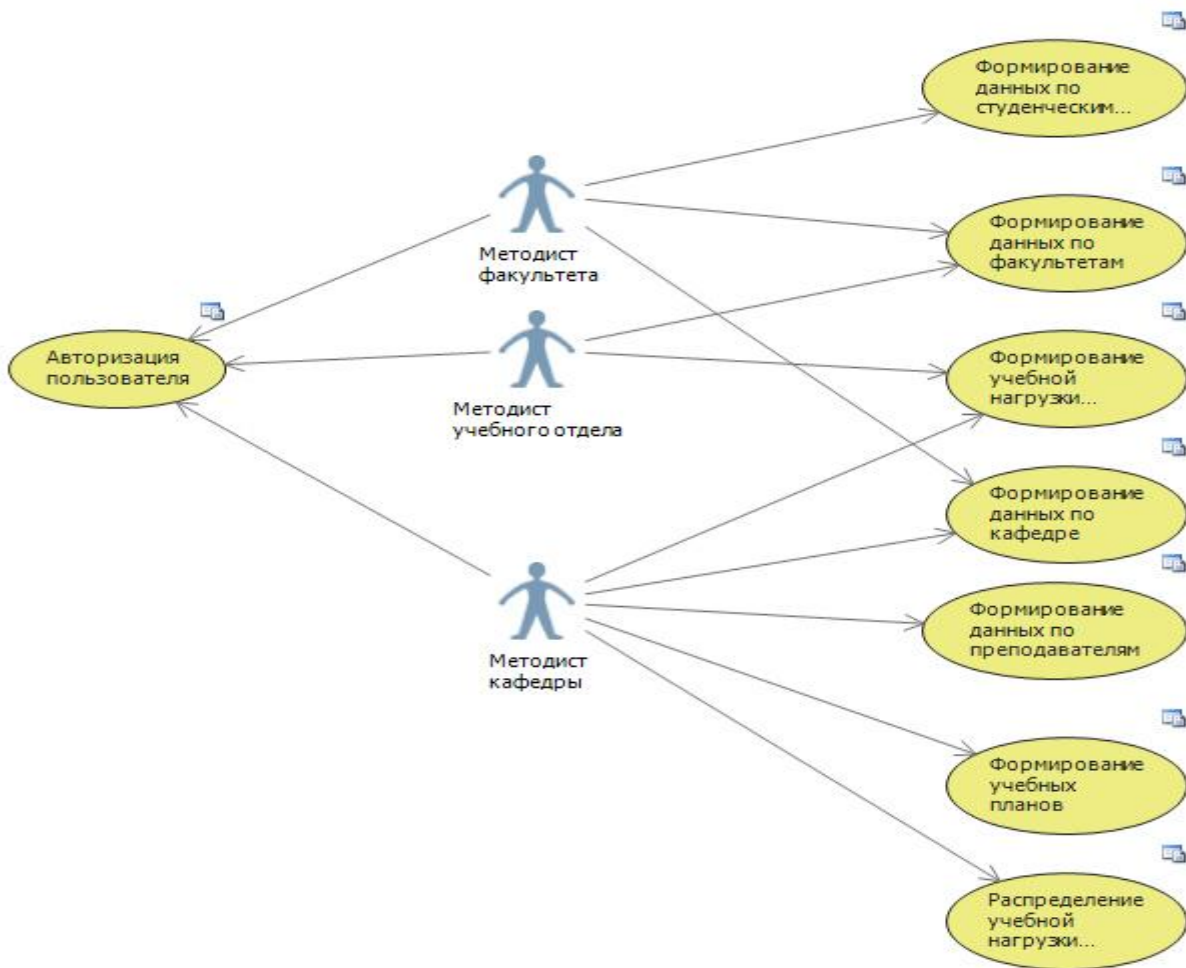 Формирование
данных по
студенческим...
Методист
факультета
Формирование
данных по
факультетам
Авторизация
пользователя
Методист
учебного отдела
Формирование
учебной
нагрузки...
Формирование
данных по
кафедре
Методист
кафедры
Формирование
данных по
преподавателям
Формирование
учебных
планов
Распределение
учебной
нагрузки...